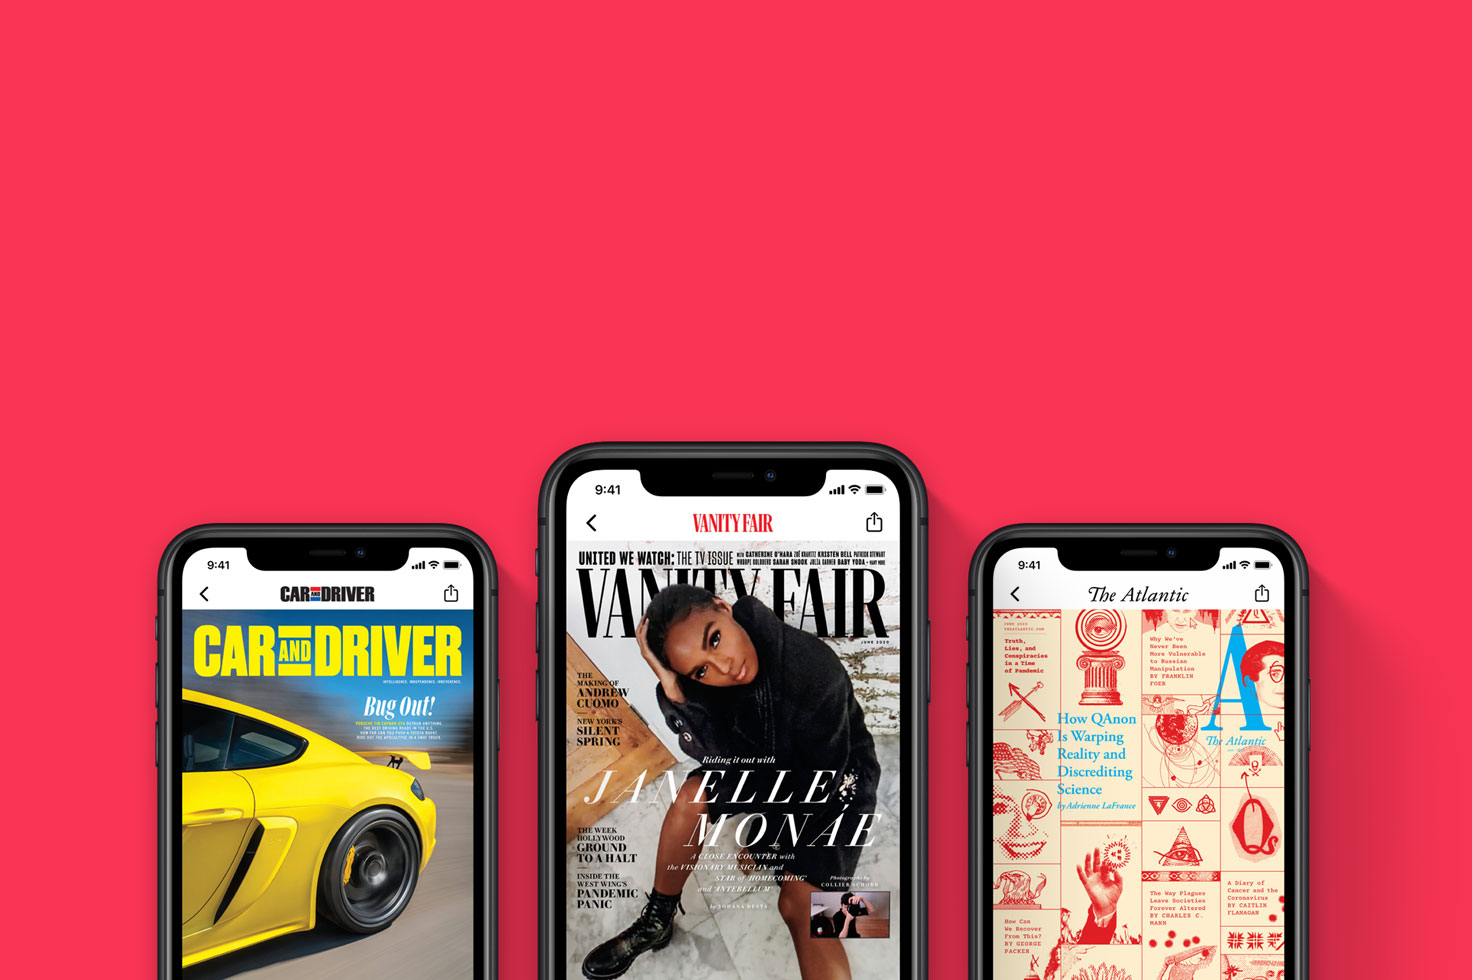 9:41
CAR AND DRIVER
CAR AND DRIVER
INTELLIGENCE. INDEPENDENCE. IRREVERENCE.
Bug Out!
9:41
VANITY FAIR
UNITED WE WATCH: THE TV ISSUE
WITH CATHERINE O'HARA ZOË KRAVITZ KRISTEN BELL PATRICK STEWART
WHOOPI GOLDBERG SARAH SNOOK JULIA GARNER BABY YODA + MANY MORE
VANITY FAIR
JUNE 2020
THE
MAKING OF
ANDREW
CUOMO
NEW YORK'S
SILENT
SPRING
Riding it out with
JANELLE
MONÁE
A CLOSE ENCOUNTER with
the VISIONARY MUSICIAN and
STAR of 'HOMECOMING'
and 'ANTEBELLUM'
THE WEEK
HOLLYWOOD
GROUND
TO A HALT
INSIDE THE
WEST WING'S
PANDEMIC
PANIC
Photographs by
COLLIER SCHORR
9:41
The Atlantic
JUNE 2020
THEATLANTIC.COM
Truth,
Lies, and
Conspiracies
in a Time
of Pandemic
Why We've
Never Been
More Vulnerable
to Russian
Manipulation
BY FRANKLIN
FOER
A
The Atlantic
How QAnon
Is Warping
Reality and
Discrediting
Science
by Adrienne LaFrance
Q
How Can
We Recover
From This?
BY GEORGE
PACKER
The Way Plagues
Leave Societies
Forever Altered
BY CHARLES C.
MANN
A Diary of
Cancer and the
Coronavirus
BY CAITLIN
FLANAGAN